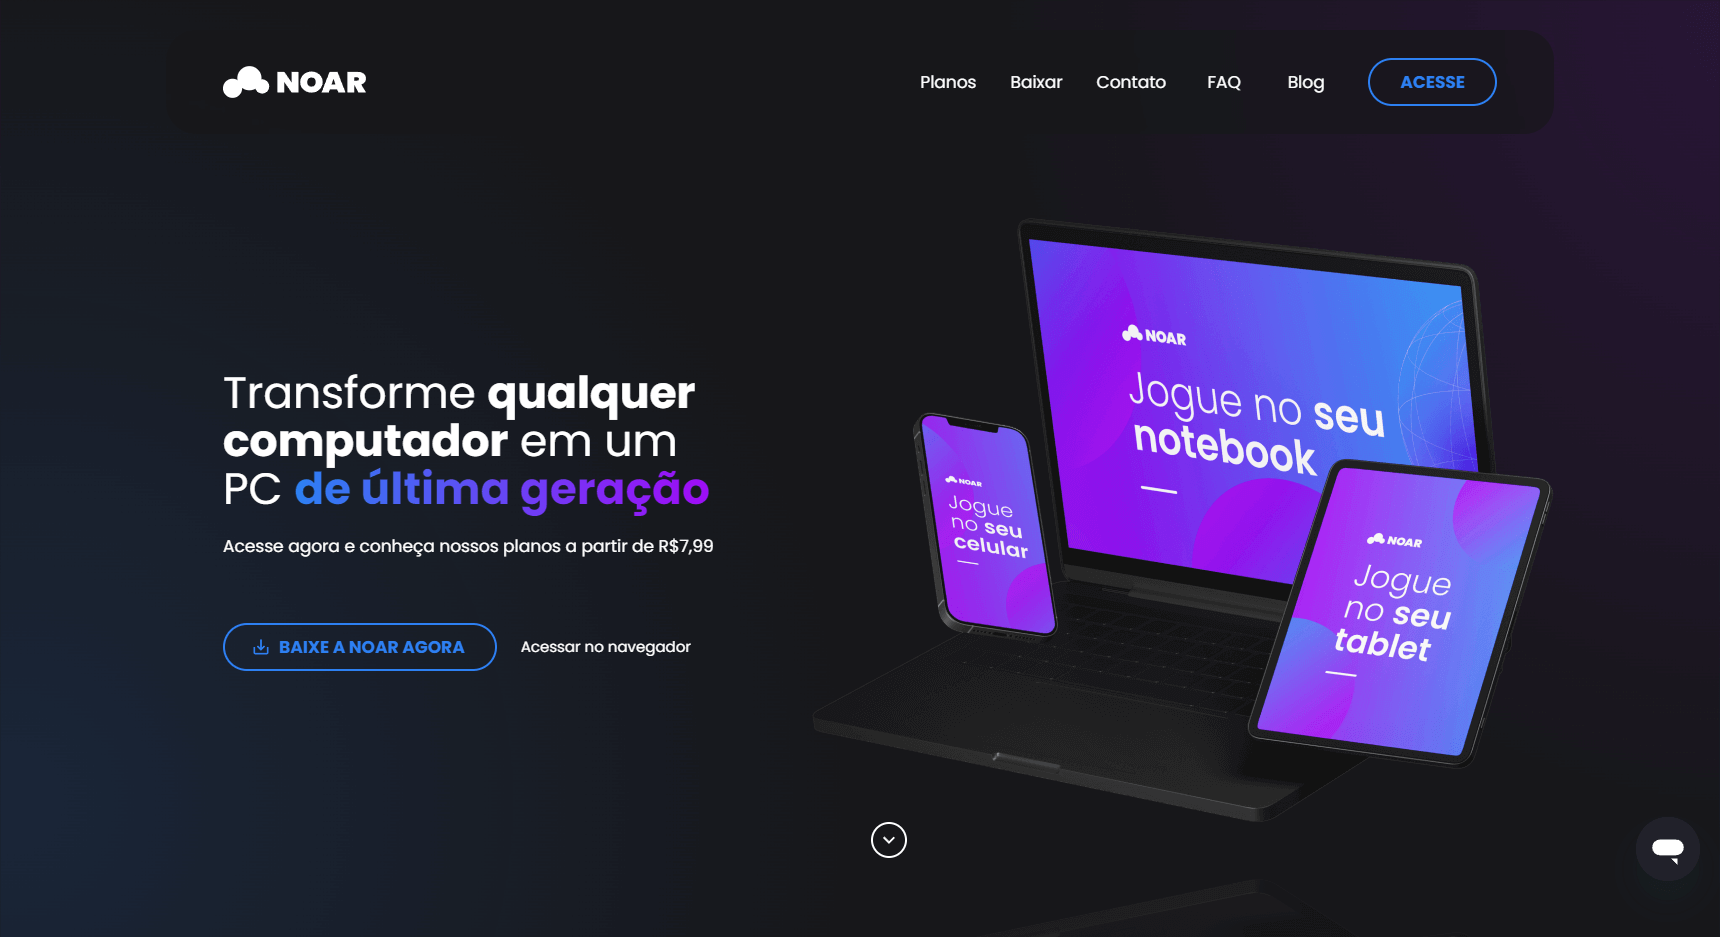 NOAR
Planos
Baixar
Contato
FAQ
Blog
ACESSE
Transforme qualquer
computador em um
PC de última geração
Acesse agora e conheça nossos planos a partir de R$7,99
BAIXE A NOAR AGORA
Acessar no navegador
NOAR
Jogue no seu
notebook
NOAR
Jogue
no seu
celular
NOAR
Jogue
no seu
tablet